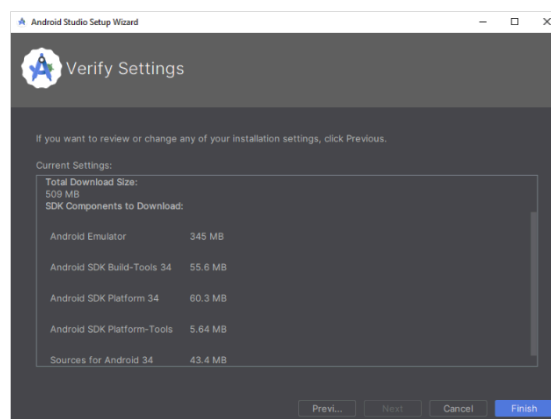 Android Studio Setup Wizard
Verify Settings
If you want to review or change any of your installation settings, click Previous.
Current Settings:
Total Download Size:
509 MB
SDK Components to Download:
Android Emulator 345 MB
Android SDK Build-Tools 34 55.6 MB
Android SDK Platform 34 60.3 MB
Android SDK Platform-Tools 5.64 MB
Sources for Android 34 43.4 MB
Previ... Next Cancel Finish